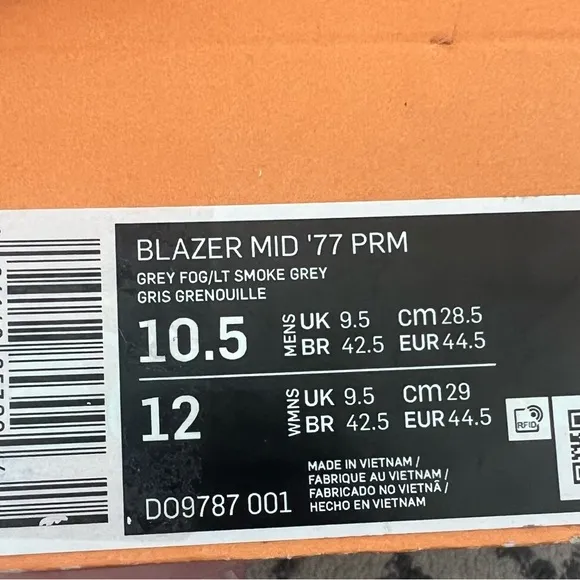 BLAZER MID '77 PRM
GREY FOG/LT SMOKE GREY
GRIS GRENOUILLE
10.5 MENS UK 9.5 cm 28.5
BR 42.5 EUR 44.5
12 WMNS UK 9.5 cm 29
BR 42.5 EUR 44.5
RFID
MADE IN VIETNAM /
FABRIQUE AU VIETNAM /
FABRICADO NO VIETNÃ /
DO9787 001 HECHO EN VIETNAM